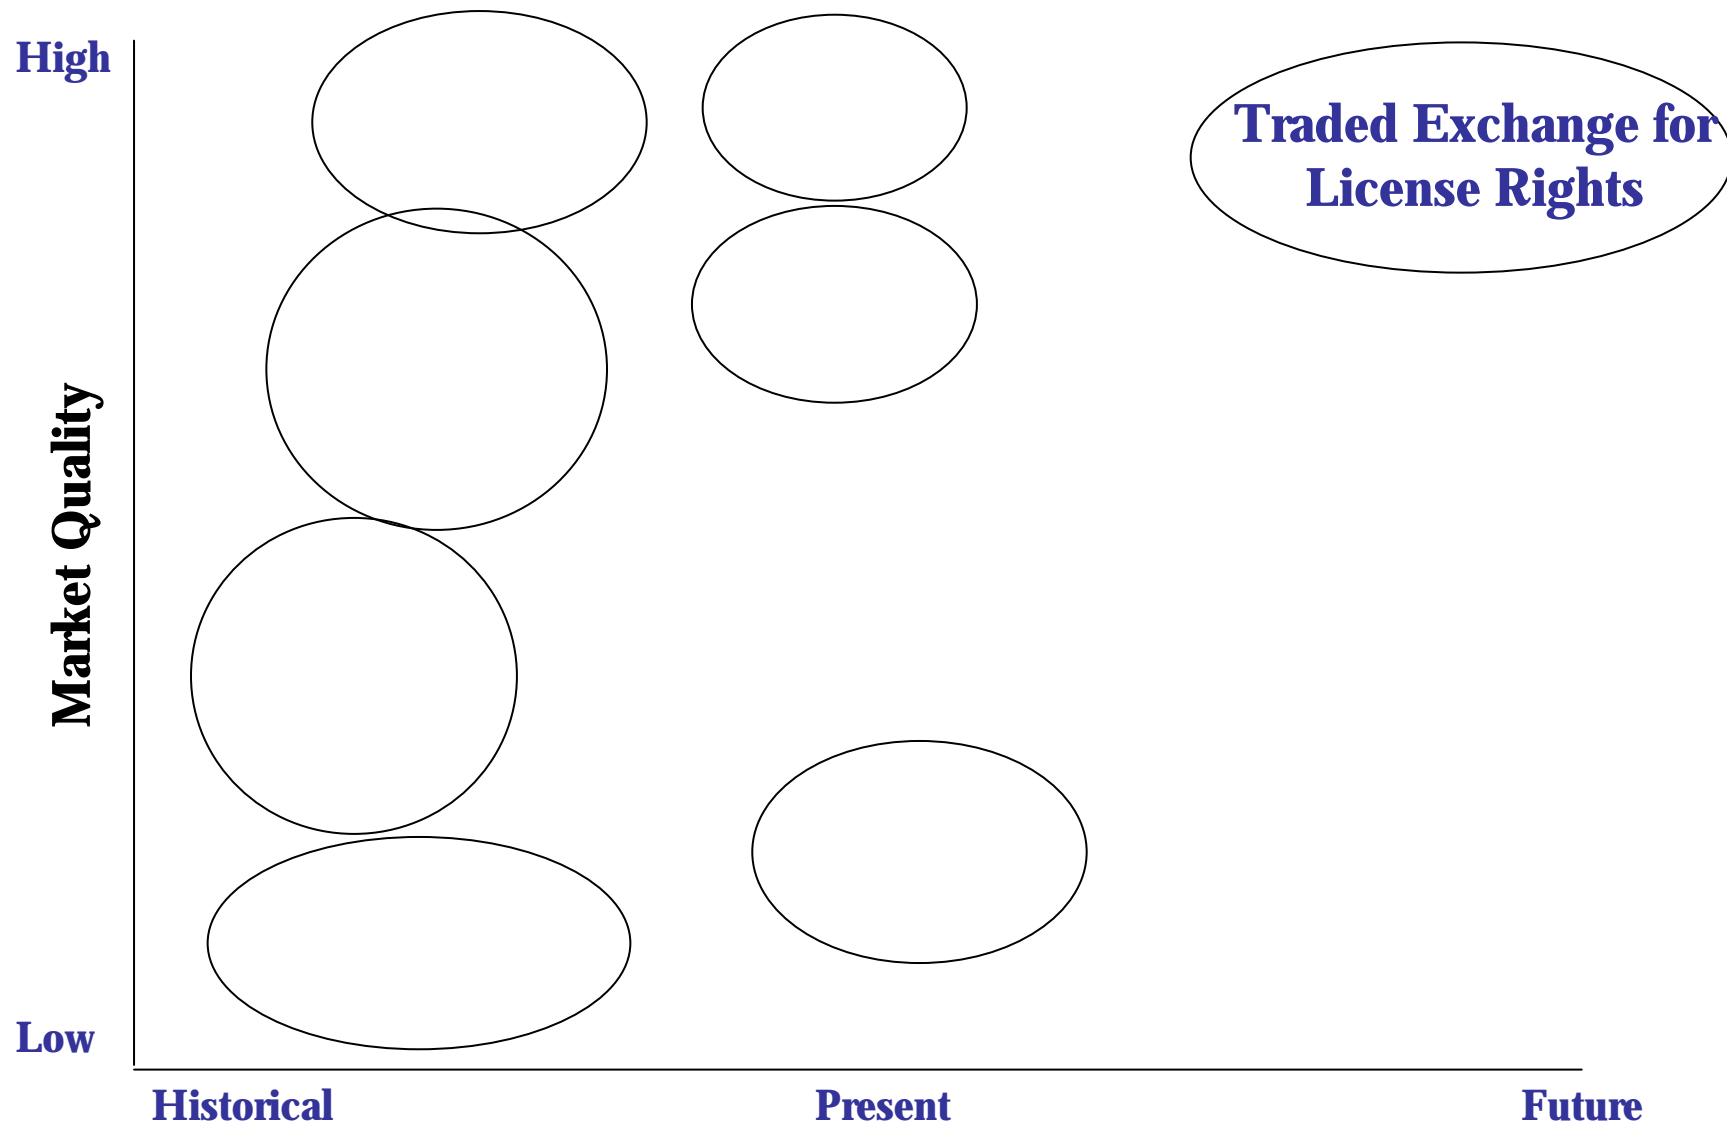 High
Traded Exchange for
License Rights
Market Quality
Low
Historical
Present
Future